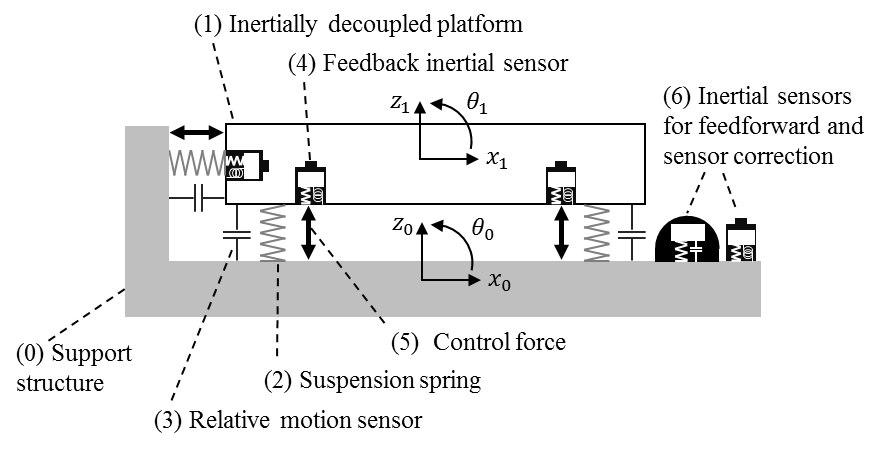 (1) Inertially decoupled platform
(4) Feedback inertial sensor
(6) Inertial sensors
for feedforward and
sensor correction
z₁
θ₁
x₁
z₀
θ₀
x₀
(5) Control force
(0) Support
structure
(2) Suspension spring
(3) Relative motion sensor